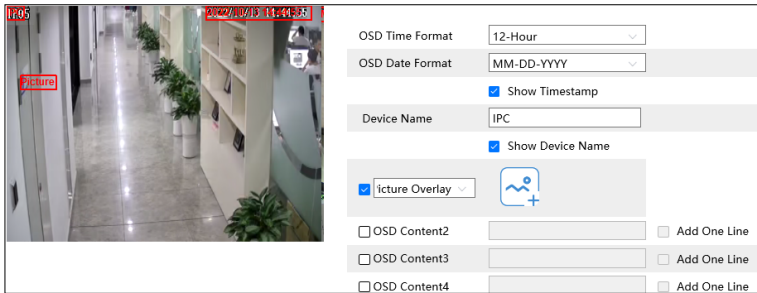 OSD Time Format 12-Hour
OSD Date Format MM-DD-YYYY
Picture
Show Timestamp
Device Name IPC
Show Device Name
icture Overlay
OSD Content2 Add One Line
OSD Content3 Add One Line
OSD Content4 Add One Line